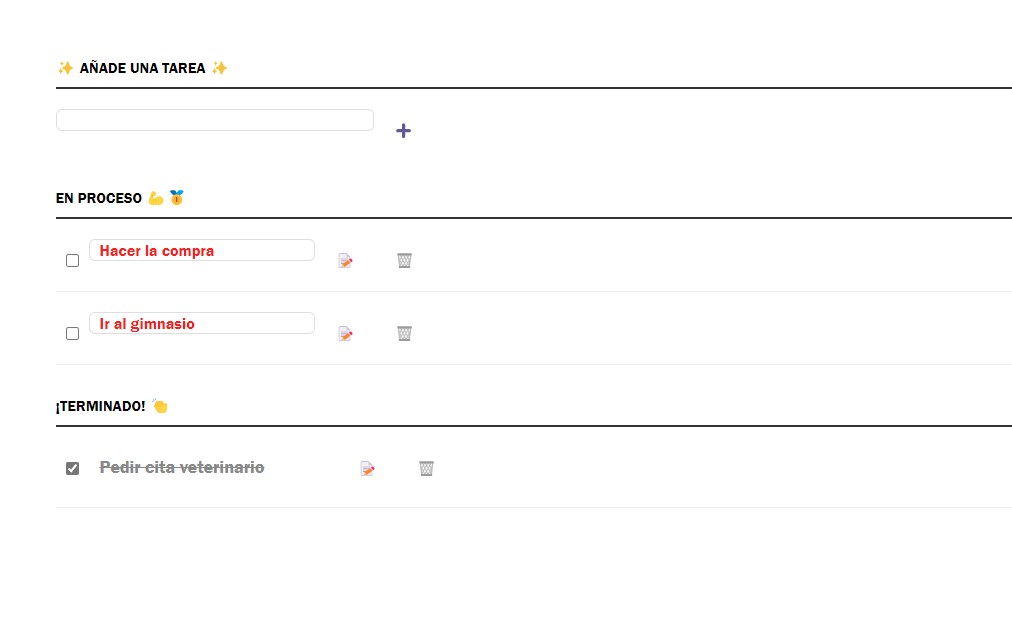 ✨ AÑADE UNA TAREA ✨
EN PROCESO 💪🏅
Hacer la compra
Ir al gimnasio
¡TERMINADO! 👏
Pedir cita veterinario